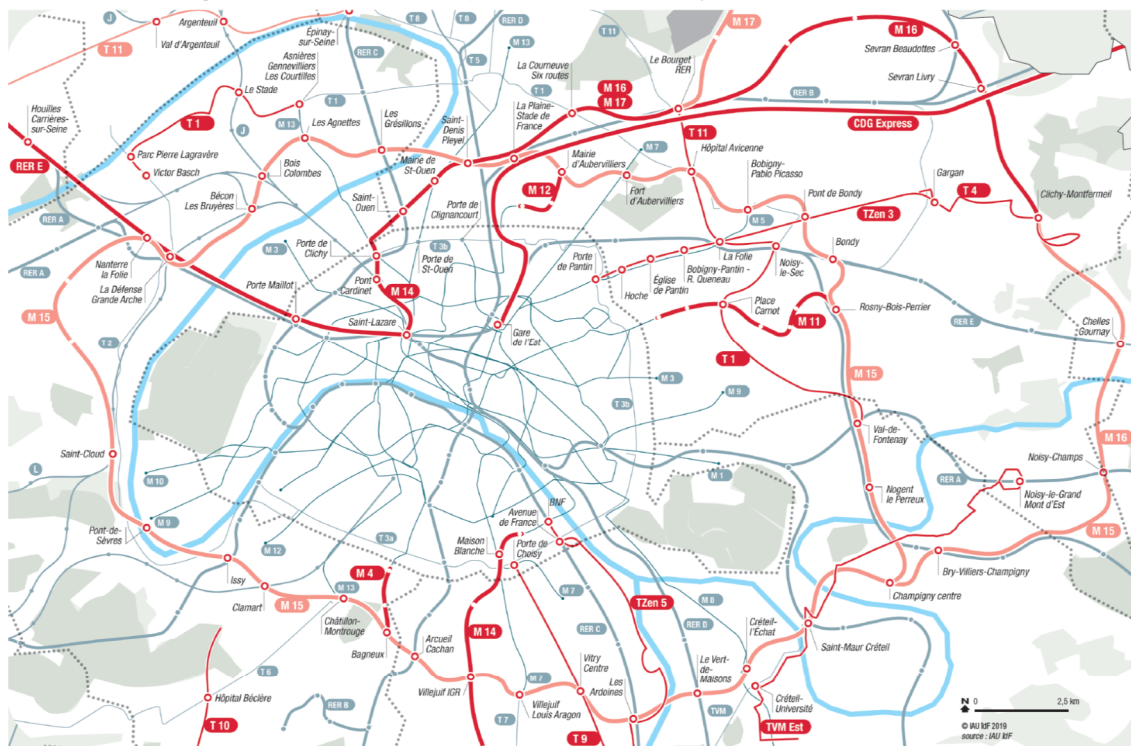 J
Argenteuil
T 11
Val d'Argenteuil
Épinay-
sur-Seine
RER C
T 8
T 8
RER D
T 5
M 13
T 11
M 17
M 16
Asnières
Gennevilliers
Les Courtilles
La Courneuve
Six routes
Le Bourget
RER
Sevran Beaudottes
Sevran Livry
Le Stade
T 1
T 1
M 16
M 17
RER B
Houilles
Carrières-
sur-Seine
T 1
J
M 13
Les Agnettes
Les
Grésillons
Saint-
Denis
Pleyel
La Plaine-
Stade de
France
T 11
CDG Express
RER E
Parc Pierre Lagravère
Victor Basch
Bois
Colombes
Mairie de
St-Ouen
Mairie
d'Aubervilliers
M 7
Hôpital Avicenne
Bobigny-
Pablo Picasso
Gargan
Bécon
Les Bruyères
M 12
Fort
d'Aubervilliers
Pont de Bondy
T 4
Clichy-Montfermeil
RER A
Saint-
Ouen
Porte de
Clignancourt
M 5
TZen 3
M 3
Porte de
Clichy
T 3b
Porte de
St-Ouen
Porte
de Pantin
La Folie
Bondy
RER A
Nanterre
la Folie
La Défense
Grande Arche
Porte Maillot
Pont
Cardinet
M 14
Hoche
Église
de Pantin
Bobigny-Pantin -
R. Queneau
Noisy-
le-Sec
M 15
Saint-Lazare
Gare
de l'Eat
Place
Carnot
M 11
Rosny-Bois-Perrier
RER E
Chelles
Gournay
T 2
T 1
M 15
M 3
T 3b
M 9
Val-de-
Fontenay
M 16
Saint-Cloud
L
M 10
M 1
RER A
Noisy-Champs
Noisy-le-Grand
Mont d'Est
Nogent
le Perreux
BNF
Avenue
de France
M 15
Pont-de-
Sèvres
M 9
M 12
T 3a
Maison
Blanche
Porte de
Choisy
Bry-Villiers-Champigny
Issy
M 4
Champigny centre
Clamart
M 15
M 13
M 7
TZen 5
M 8
Châtillon-
Montrouge
Bagneux
Arcueil
Cachan
M 14
RER C
RER D
Créteil-
l'Échat
Saint-Maur Créteil
T 6
Vitry
Centre
Le Vert-
de-
Maisons
Hôpital Béclère
Villejuif IGR
M 7
Les
Ardoines
Créteil-
Université
RER B
T 7
Villejuif
Louis Aragon
TVM
T 10
T 9
TVM Est
N 0 2,5 km
© IAU îdF 2019
source : IAU îdF